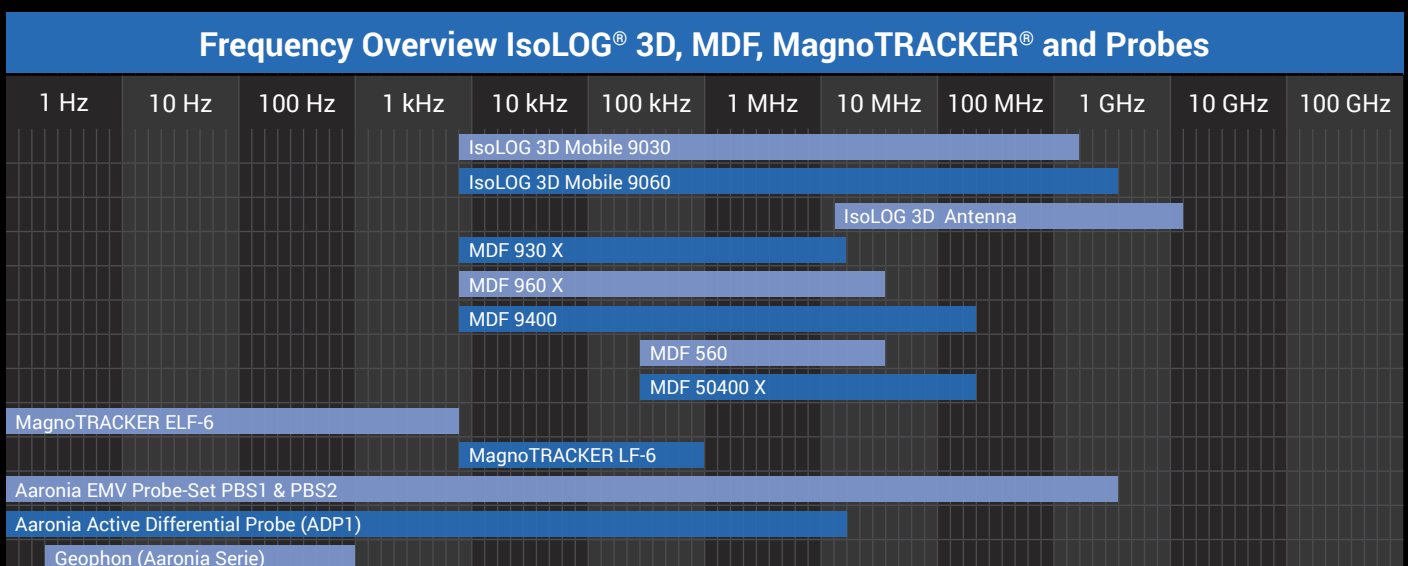 Frequency Overview IsoLOG® 3D, MDF, MagnoTRACKER® and Probes
1 Hz 10 Hz 100 Hz 1 kHz 10 kHz 100 kHz 1 MHz 10 MHz 100 MHz 1 GHz 10 GHz 100 GHz
IsoLOG 3D Mobile 9030
IsoLOG 3D Mobile 9060
IsoLOG 3D Antenna
MDF 930 X
MDF 960 X
MDF 9400
MDF 560
MDF 50400 X
MagnoTRACKER ELF-6
MagnoTRACKER LF-6
Aaronia EMV Probe-Set PBS1 & PBS2
Aaronia Active Differential Probe (ADP1)
Geophon (Aaronia Serie)